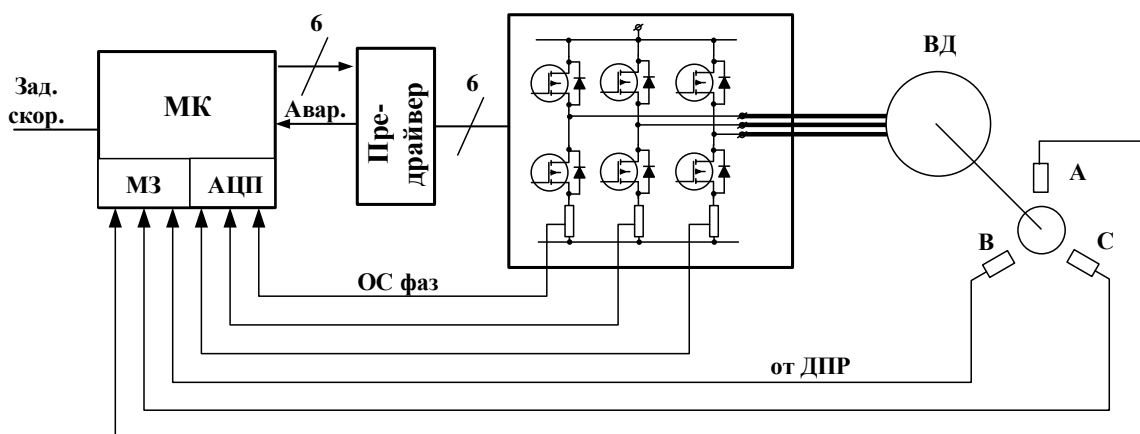 Зад.
скор.
МК
МЗ
АЦП
6
Авар.
Пре-
драйвер
6
ВД
A
B
C
ОС фаз
от ДПР